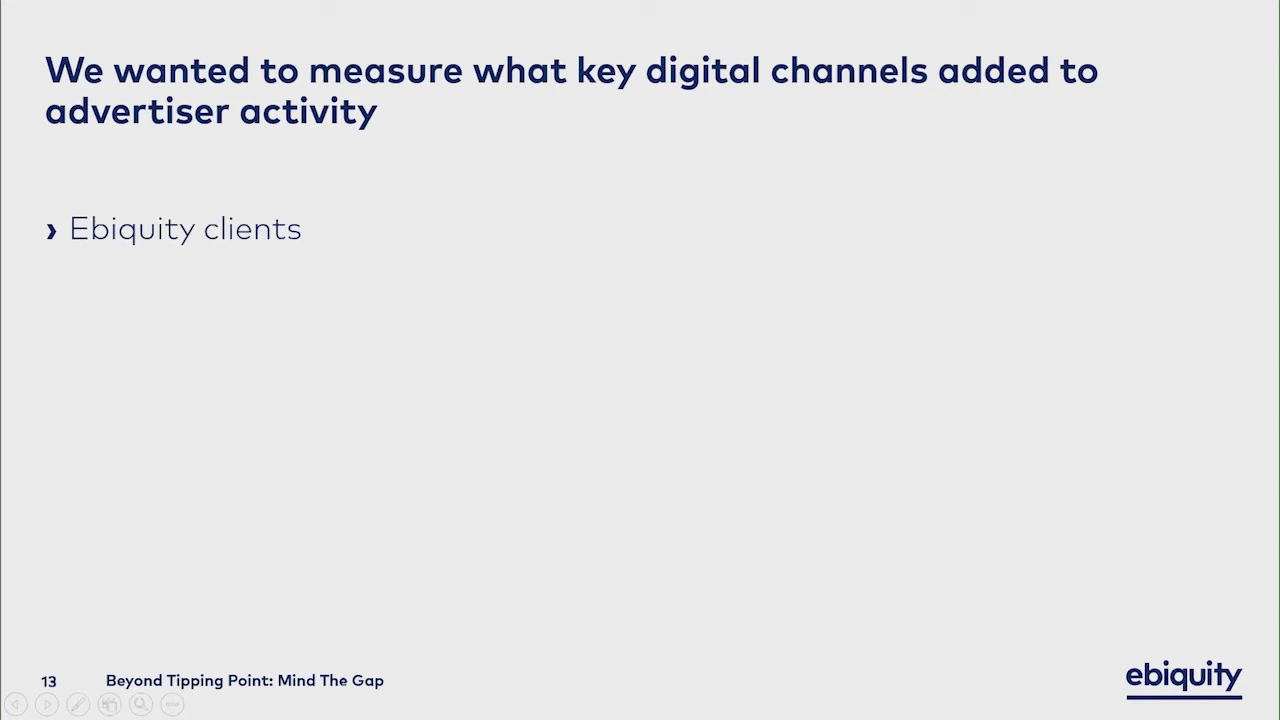 We wanted to measure what key digital channels added to
advertiser activity
› Ebiquity clients
13 Beyond Tipping Point: Mind The Gap
ebiquity